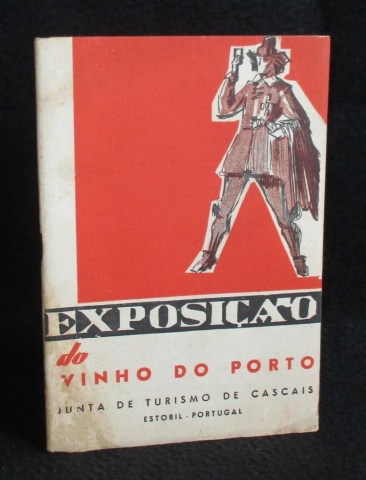 EXPOSIÇÃO
do
VINHO DO PORTO
JUNTA DE TURISMO DE CASCAIS
ESTORIL - PORTUGAL